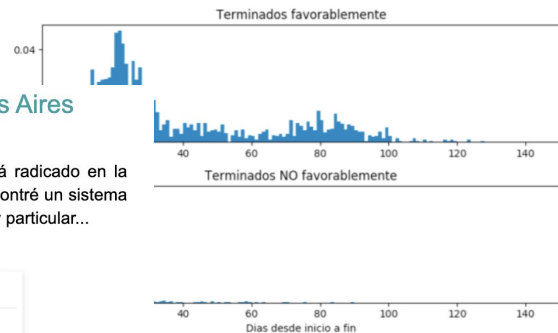 Terminados favorablemente
0.04
s Aires
á radicado en la
ontré un sistema
particular...
40 60 80 100 120 140
Terminados NO favorablemente
40 60 80 100 120 140
Dias desde inicio a fin